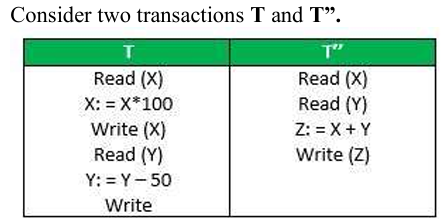 Consider two transactions T and T”.
T T”
Read (X) Read (X)
X: = X*100 Read (Y)
Write (X) Z: = X + Y
Read (Y) Write (Z)
Y: = Y – 50
Write